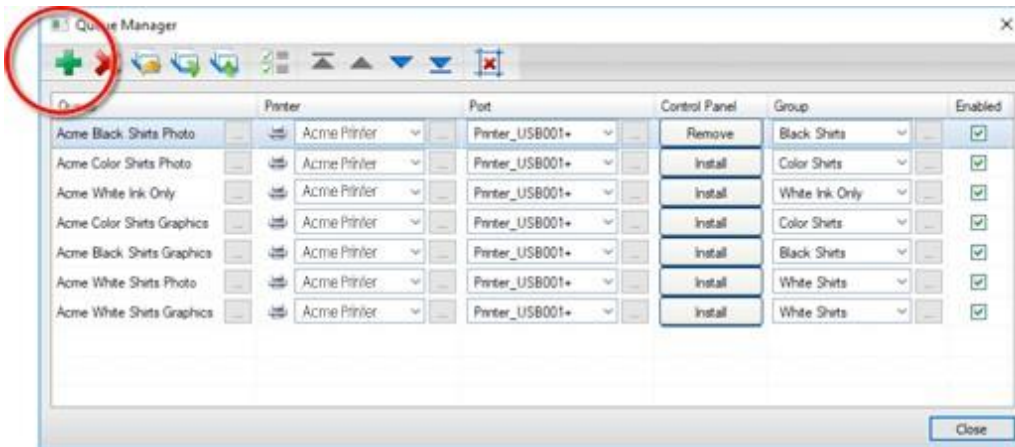 Queue Manager
Queue Printer Port Control Panel Group Enabled
Acme Black Shirts Photo ... Acme Printer ... Printer_USB001+ ... Remove Black Shirts ...
Acme Color Shirts Photo ... Acme Printer ... Printer_USB001+ ... Install Color Shirts ...
Acme White Ink Only ... Acme Printer ... Printer_USB001+ ... Install White Ink Only ...
Acme Color Shirts Graphics ... Acme Printer ... Printer_USB001+ ... Install Color Shirts ...
Acme Black Shirts Graphics ... Acme Printer ... Printer_USB001+ ... Install Black Shirts ...
Acme White Shirts Photo ... Acme Printer ... Printer_USB001+ ... Install White Shirts ...
Acme White Shirts Graphics ... Acme Printer ... Printer_USB001+ ... Install White Shirts ...
Close